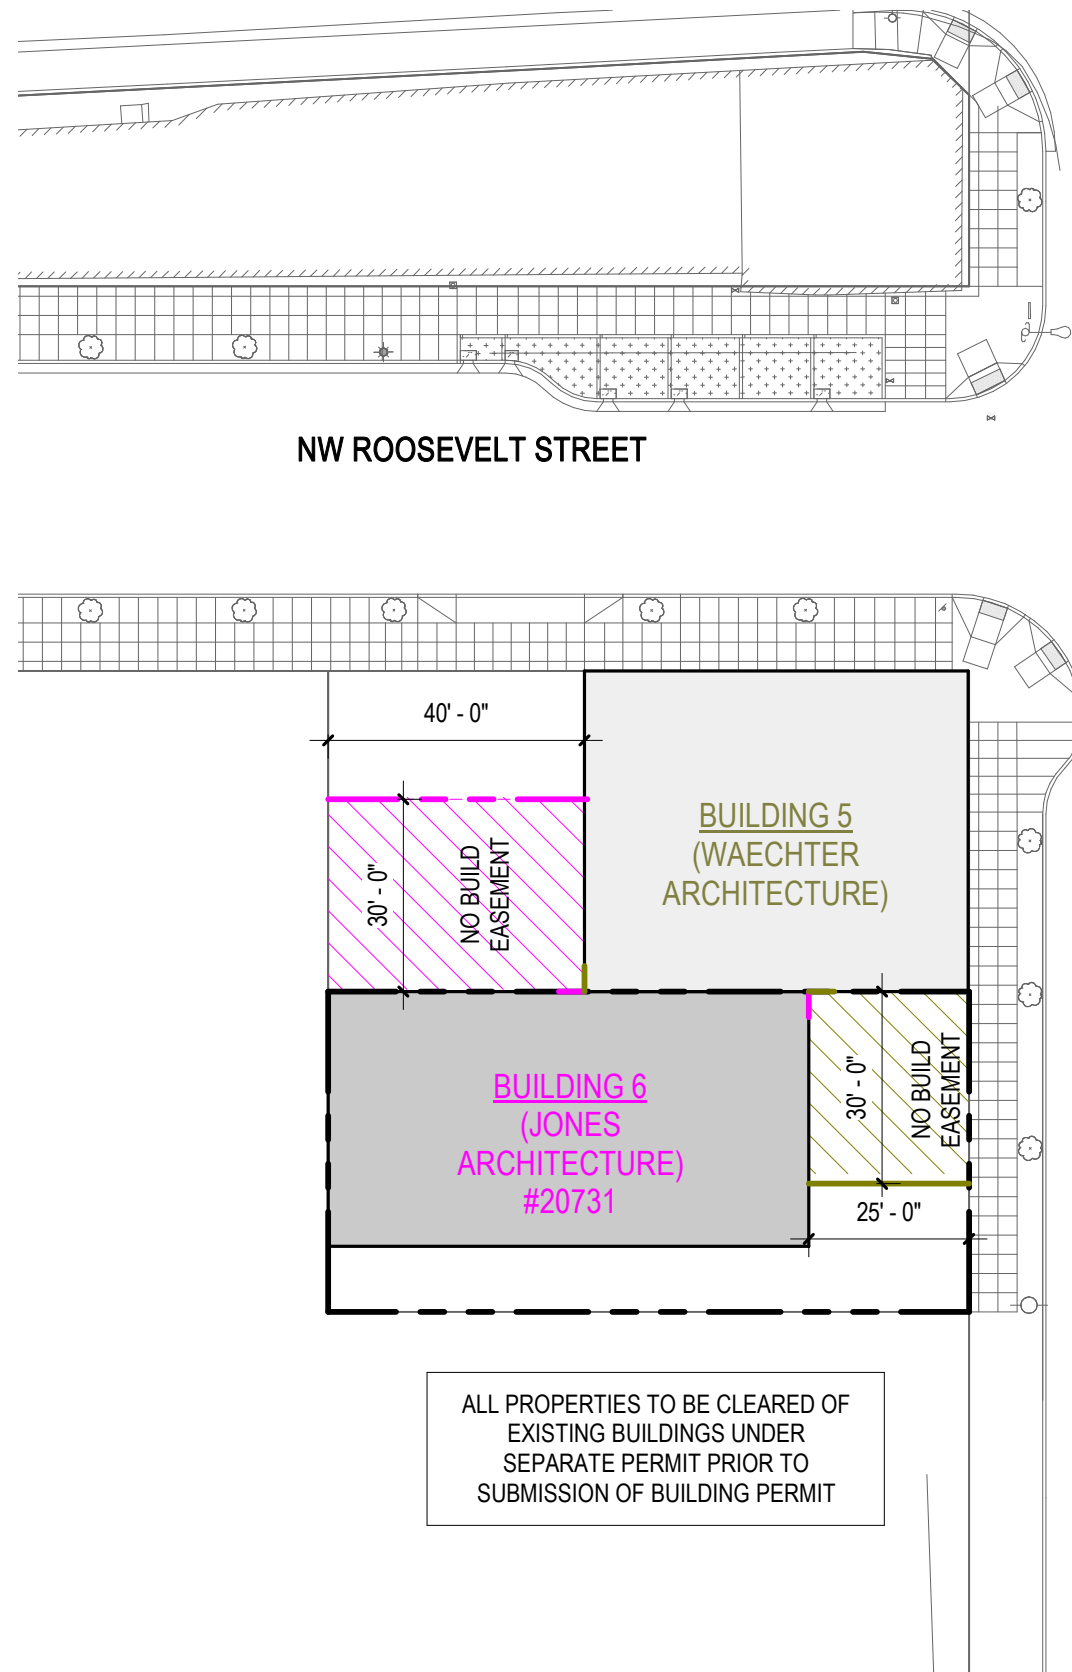 NW ROOSEVELT STREET
40' - 0"
BUILDING 5
(WAECHTER
ARCHITECTURE)
30' - 0"
NO BUILD
EASEMENT
BUILDING 6
(JONES
ARCHITECTURE)
#20731
30' - 0"
NO BUILD
EASEMENT
25' - 0"
ALL PROPERTIES TO BE CLEARED OF
EXISTING BUILDINGS UNDER
SEPARATE PERMIT PRIOR TO
SUBMISSION OF BUILDING PERMIT